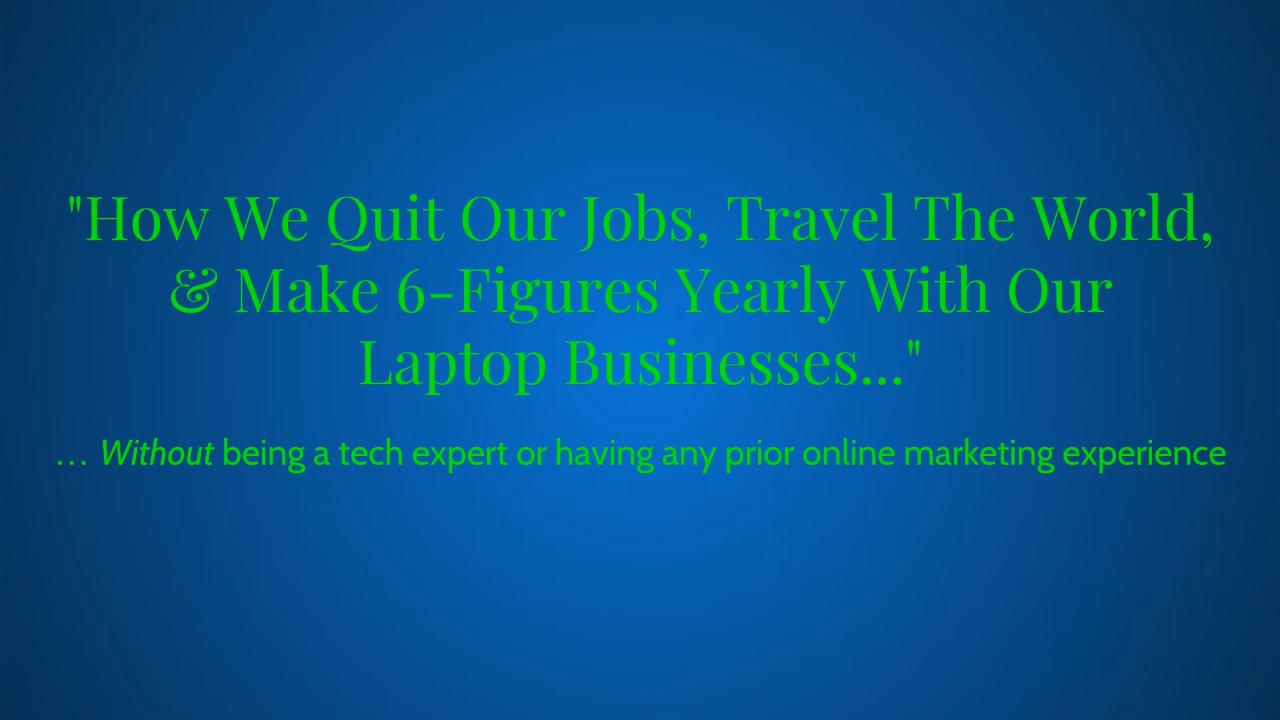 "How We Quit Our Jobs, Travel The World,
& Make 6-Figures Yearly With Our
Laptop Businesses..."
... Without being a tech expert or having any prior online marketing experience